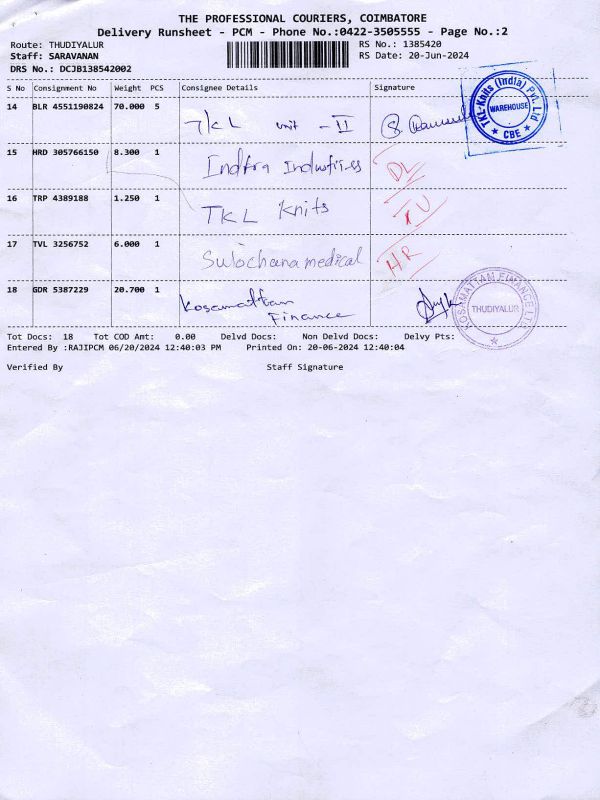 THE PROFESSIONAL COURIERS, COIMBATORE
Delivery Runsheet - PCM - Phone No.:0422-3505555 - Page No.:2
Route: THUDIYALUR RS No.: 1385420
Staff: SARAVANAN RS Date: 20-Jun-2024
DRS No.: DCJB138542002
S No Consignment No Weight PCS Consignee Details Signature
14 BLR 4551190824 70.000 5 TKL unit - II
TKL-Knits (India) Pvt. Ltd
WAREHOUSE
★ CBE ★
15 HRD 305766150 8.300 1 Indira Industries DL
16 TRP 4389188 1.250 1 TKL Knits
17 TVL 3256752 6.000 1 Sulochana medical HR
18 GDR 5387229 20.700 1 Kosamattam
Finance
KOSAMATTAM FINANCE LTD.
THUDIYALUR
Tot Docs: 18 Tot COD Amt: 0.00 Delvd Docs: Non Delvd Docs: Delvy Pts:
Entered By :RAJIPCM 06/20/2024 12:40:03 PM Printed On: 20-06-2024 12:40:04
Verified By Staff Signature